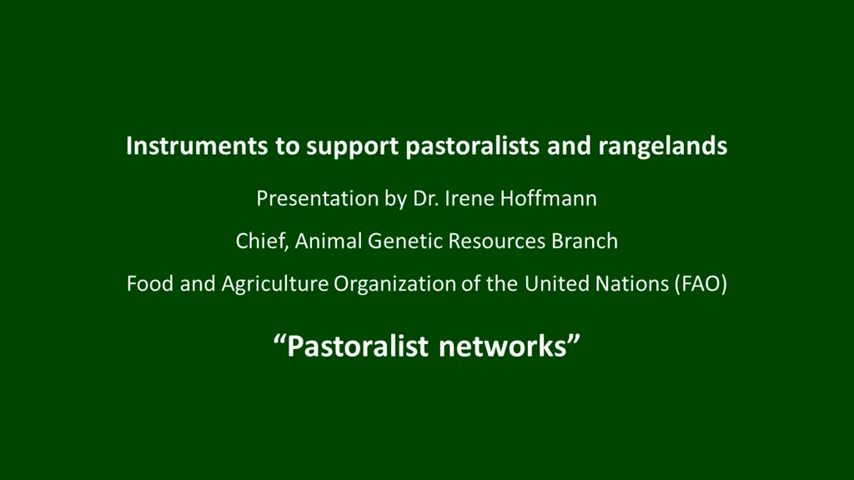 Instruments to support pastoralists and rangelands
Presentation by Dr. Irene Hoffmann
Chief, Animal Genetic Resources Branch
Food and Agriculture Organization of the United Nations (FAO)
“Pastoralist networks”